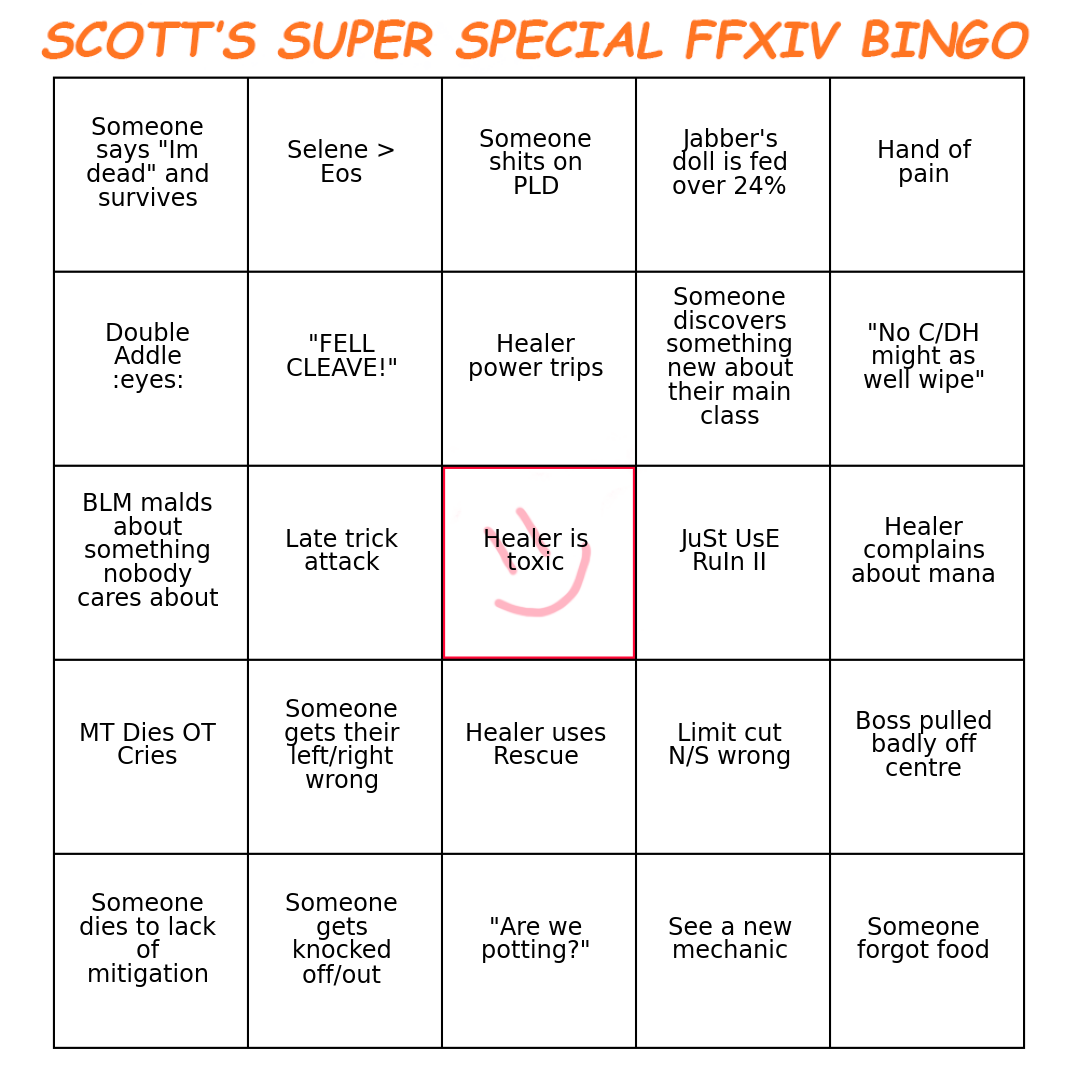 SCOTT'S SUPER SPECIAL FFXIV BINGO
Someone
says "Im
dead" and
survives
Selene >
Eos
Someone
shits on
PLD
Jabber's
doll is fed
over 24%
Hand of
pain
Double
Addle
:eyes:
"FELL
CLEAVE!"
Healer
power trips
Someone
discovers
something
new about
their main
class
"No C/DH
might as
well wipe"
BLM malds
about
something
nobody
cares about
Late trick
attack
Healer is
toxic
JuSt UsE
RuIn II
Healer
complains
about mana
MT Dies OT
Cries
Someone
gets their
left/right
wrong
Healer uses
Rescue
Limit cut
N/S wrong
Boss pulled
badly off
centre
Someone
dies to lack
of
mitigation
Someone
gets
knocked
off/out
"Are we
potting?"
See a new
mechanic
Someone
forgot food